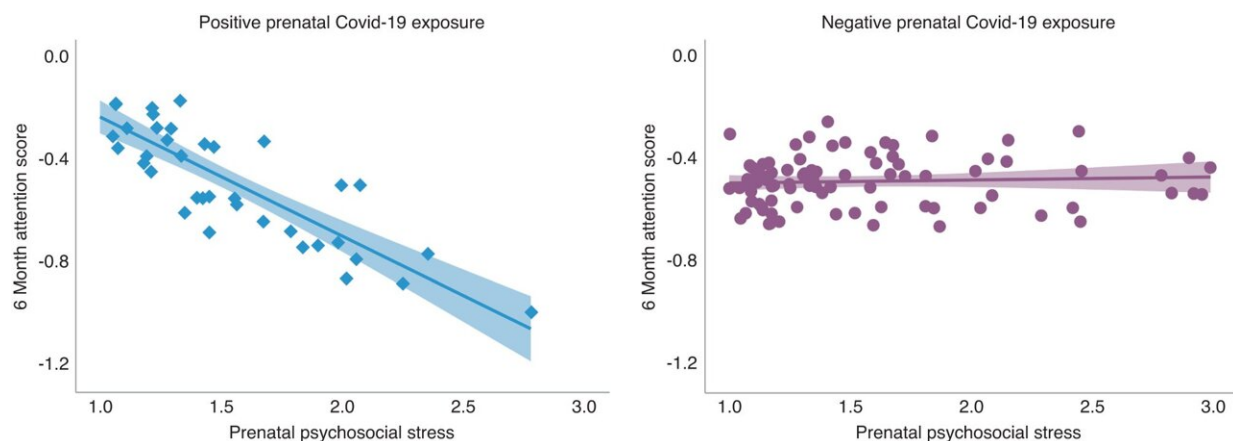 Positive prenatal Covid-19 exposure
0.0
-0.4
-0.8
-1.2
6 Month attention score
1.0 1.5 2.0 2.5 3.0
Prenatal psychosocial stress
Negative prenatal Covid-19 exposure
0.0
-0.4
-0.8
-1.2
6 Month attention score
1.0 1.5 2.0 2.5 3.0
Prenatal psychosocial stress